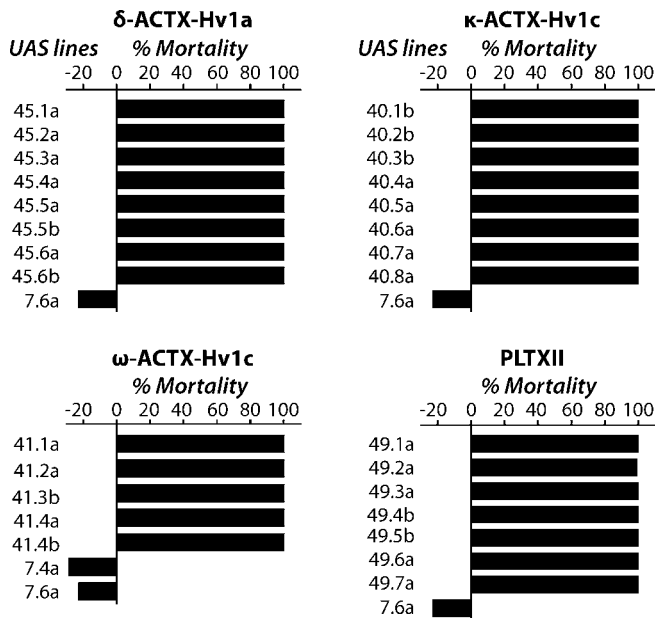 δ-ACTX-Hv1a
UAS lines % Mortality
-20 0 20 40 60 80 100
45.1a
45.2a
45.3a
45.4a
45.5a
45.5b
45.6a
45.6b
7.6a
κ-ACTX-Hv1c
UAS lines % Mortality
-20 0 20 40 60 80 100
40.1b
40.2b
40.3b
40.4a
40.5a
40.6a
40.7a
40.8a
7.6a
ω-ACTX-Hv1c
% Mortality
-20 0 20 40 60 80 100
41.1a
41.2a
41.3b
41.4a
41.4b
7.4a
7.6a
PLTXII
% Mortality
-20 0 20 40 60 80 100
49.1a
49.2a
49.3a
49.4b
49.5b
49.6a
49.7a
7.6a